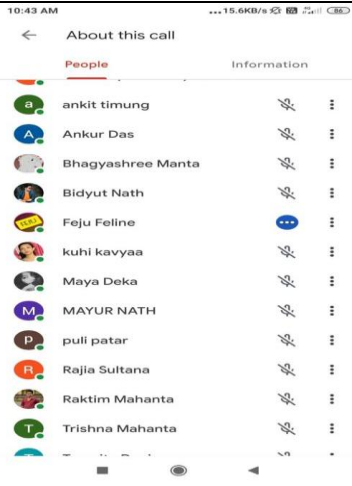 10:43 AM ...15.6KB/s 86
About this call
People Information
a ankit timung
A Ankur Das
Bhagyashree Manta
Bidyut Nath
Feju Feline
kuhi kavyaa
Maya Deka
M MAYUR NATH
p puli patar
R Rajia Sultana
Raktim Mahanta
T Trishna Mahanta